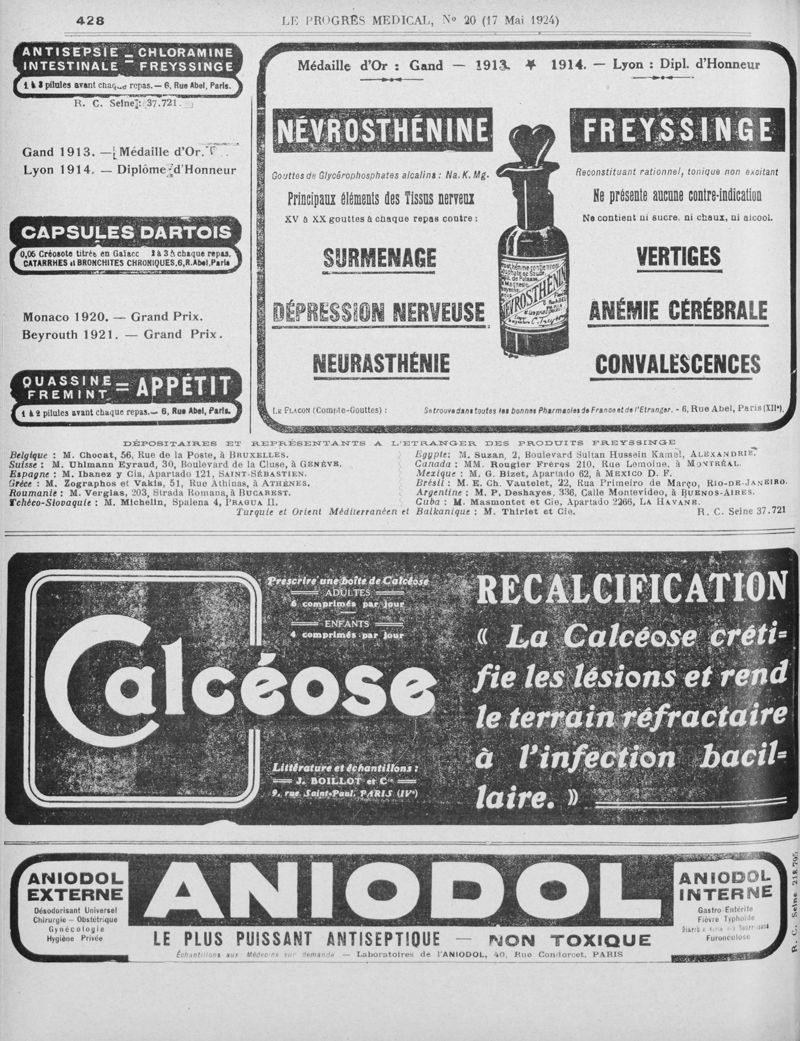 428
LE PROGRÈS MEDICAL, No 20 (17 Mai 1924)
ANTISEPSIE = CHLORAMINE
INTESTINALE = FREYSSINGE
1 à 3 pilules avant chaque repas. — 6, Rue Abel, Paris.
R. C. Seine: 37.721.
Gand 1913. — Médaille d'Or.
Lyon 1914. — Diplôme d'Honneur
CAPSULES DARTOIS
0,05 Créosote titrée en Gaïacc 2 à 3 à chaque repas.
CATARRHES et BRONCHITES CHRONIQUES, 6, R. Abel, Paris
Monaco 1920. — Grand Prix.
Beyrouth 1921. — Grand Prix.
QUASSINE = APPÉTIT
FREMINT
1 à 2 pilules avant chaque repas. — 6, Rue Abel, Paris.
Médaille d'Or : Gand — 1913. ★ 1914. — Lyon : Dipl. d'Honneur
NÉVROSTHÉNINE FREYSSINGE
Gouttes de Glycérophosphates alcalins : Na. K. Mg.
Principaux éléments des Tissus nerveux
XV à XX gouttes à chaque repas contre :
SURMENAGE
DÉPRESSION NERVEUSE
NEURASTHÉNIE
NEVROSTHÉNINE
Reconstituant rationnel, tonique non excitant
Ne présente aucune contre-indication
Ne contient ni sucre, ni chaux, ni alcool.
VERTIGES
ANÉMIE CÉRÉBRALE
CONVALESCENCES
LE FLACON (Compte-Gouttes) : Se trouve dans toutes les bonnes Pharmacies de France et de l'Etranger. - 6, Rue Abel, Paris (XIIe).
DÉPOSITAIRES ET REPRÉSENTANTS A L'ETRANGER DES PRODUITS FREYSSINGE
Belgique : M. Chocat, 56, Rue de la Poste, à BRUXELLES.
Suisse : M. Uhlmann Eyraud, 30, Boulevard de la Cluse, à GENÈVE.
Espagne : M. Ibanez y Cia, Apartado 121, SAINT-SÉBASTIEN.
Grèce : M. Zographos et Vakis, 51, Rue Athinas, à ATHÈNES.
Roumanie : M. Verglas, 203, Strada Romana, à BUCAREST.
Tchéco-Slovaquie : M. Michelin, Spalena 4, PRAGUA II.
Egypte: M. Suzan, 2, Boulevard Sultan Hussein Kamel, ALEXANDRIE.
Canada : MM. Rougier Frérus 210, Rue Lemoine, à MONTRÉAL.
Mexique : M. G. Bizet, Apartado 62, à MEXICO D. F.
Brésil : M. E. Ch. Vautelet, 22, Rua Primeiro de Março, RIO-DE-JANEIRO.
Argentine : M. P. Deshayes, 336, Calle Montevideo, à BUENOS-AIRES.
Cuba : M. Masmontet et Cie, Apartado 2266, LA HAVANE.
Turquie et Orient Méditerranéen et Balkanique : M. Thiriet et Cie.
R. C. Seine 37.721
Calcéose
Prescrire une boîte de Calcéose
ADULTES
6 comprimés par jour
ENFANTS
4 comprimés par jour
Littérature et échantillons :
J. BOILLOT et Cie
9, rue Saint-Paul, PARIS (IVe)
RECALCIFICATION
« La Calcéose créti=
fie les lésions et rend
le terrain réfractaire
à l'infection bacil=
laire. »
ANIODOL
EXTERNE
Désodorisant Universel
Chirurgie - Obstétrique
Gynécologie
Hygiène Privée
ANIODOL
LE PLUS PUISSANT ANTISEPTIQUE — NON TOXIQUE
Échantillons aux Médecins sur demande — Laboratoires de l'ANIODOL, 40, Rue Condorcet, PARIS
ANIODOL
INTERNE
Gastro-Entérite
Fièvre Typhoïde
Furonculose
R. C. Seine 218.795